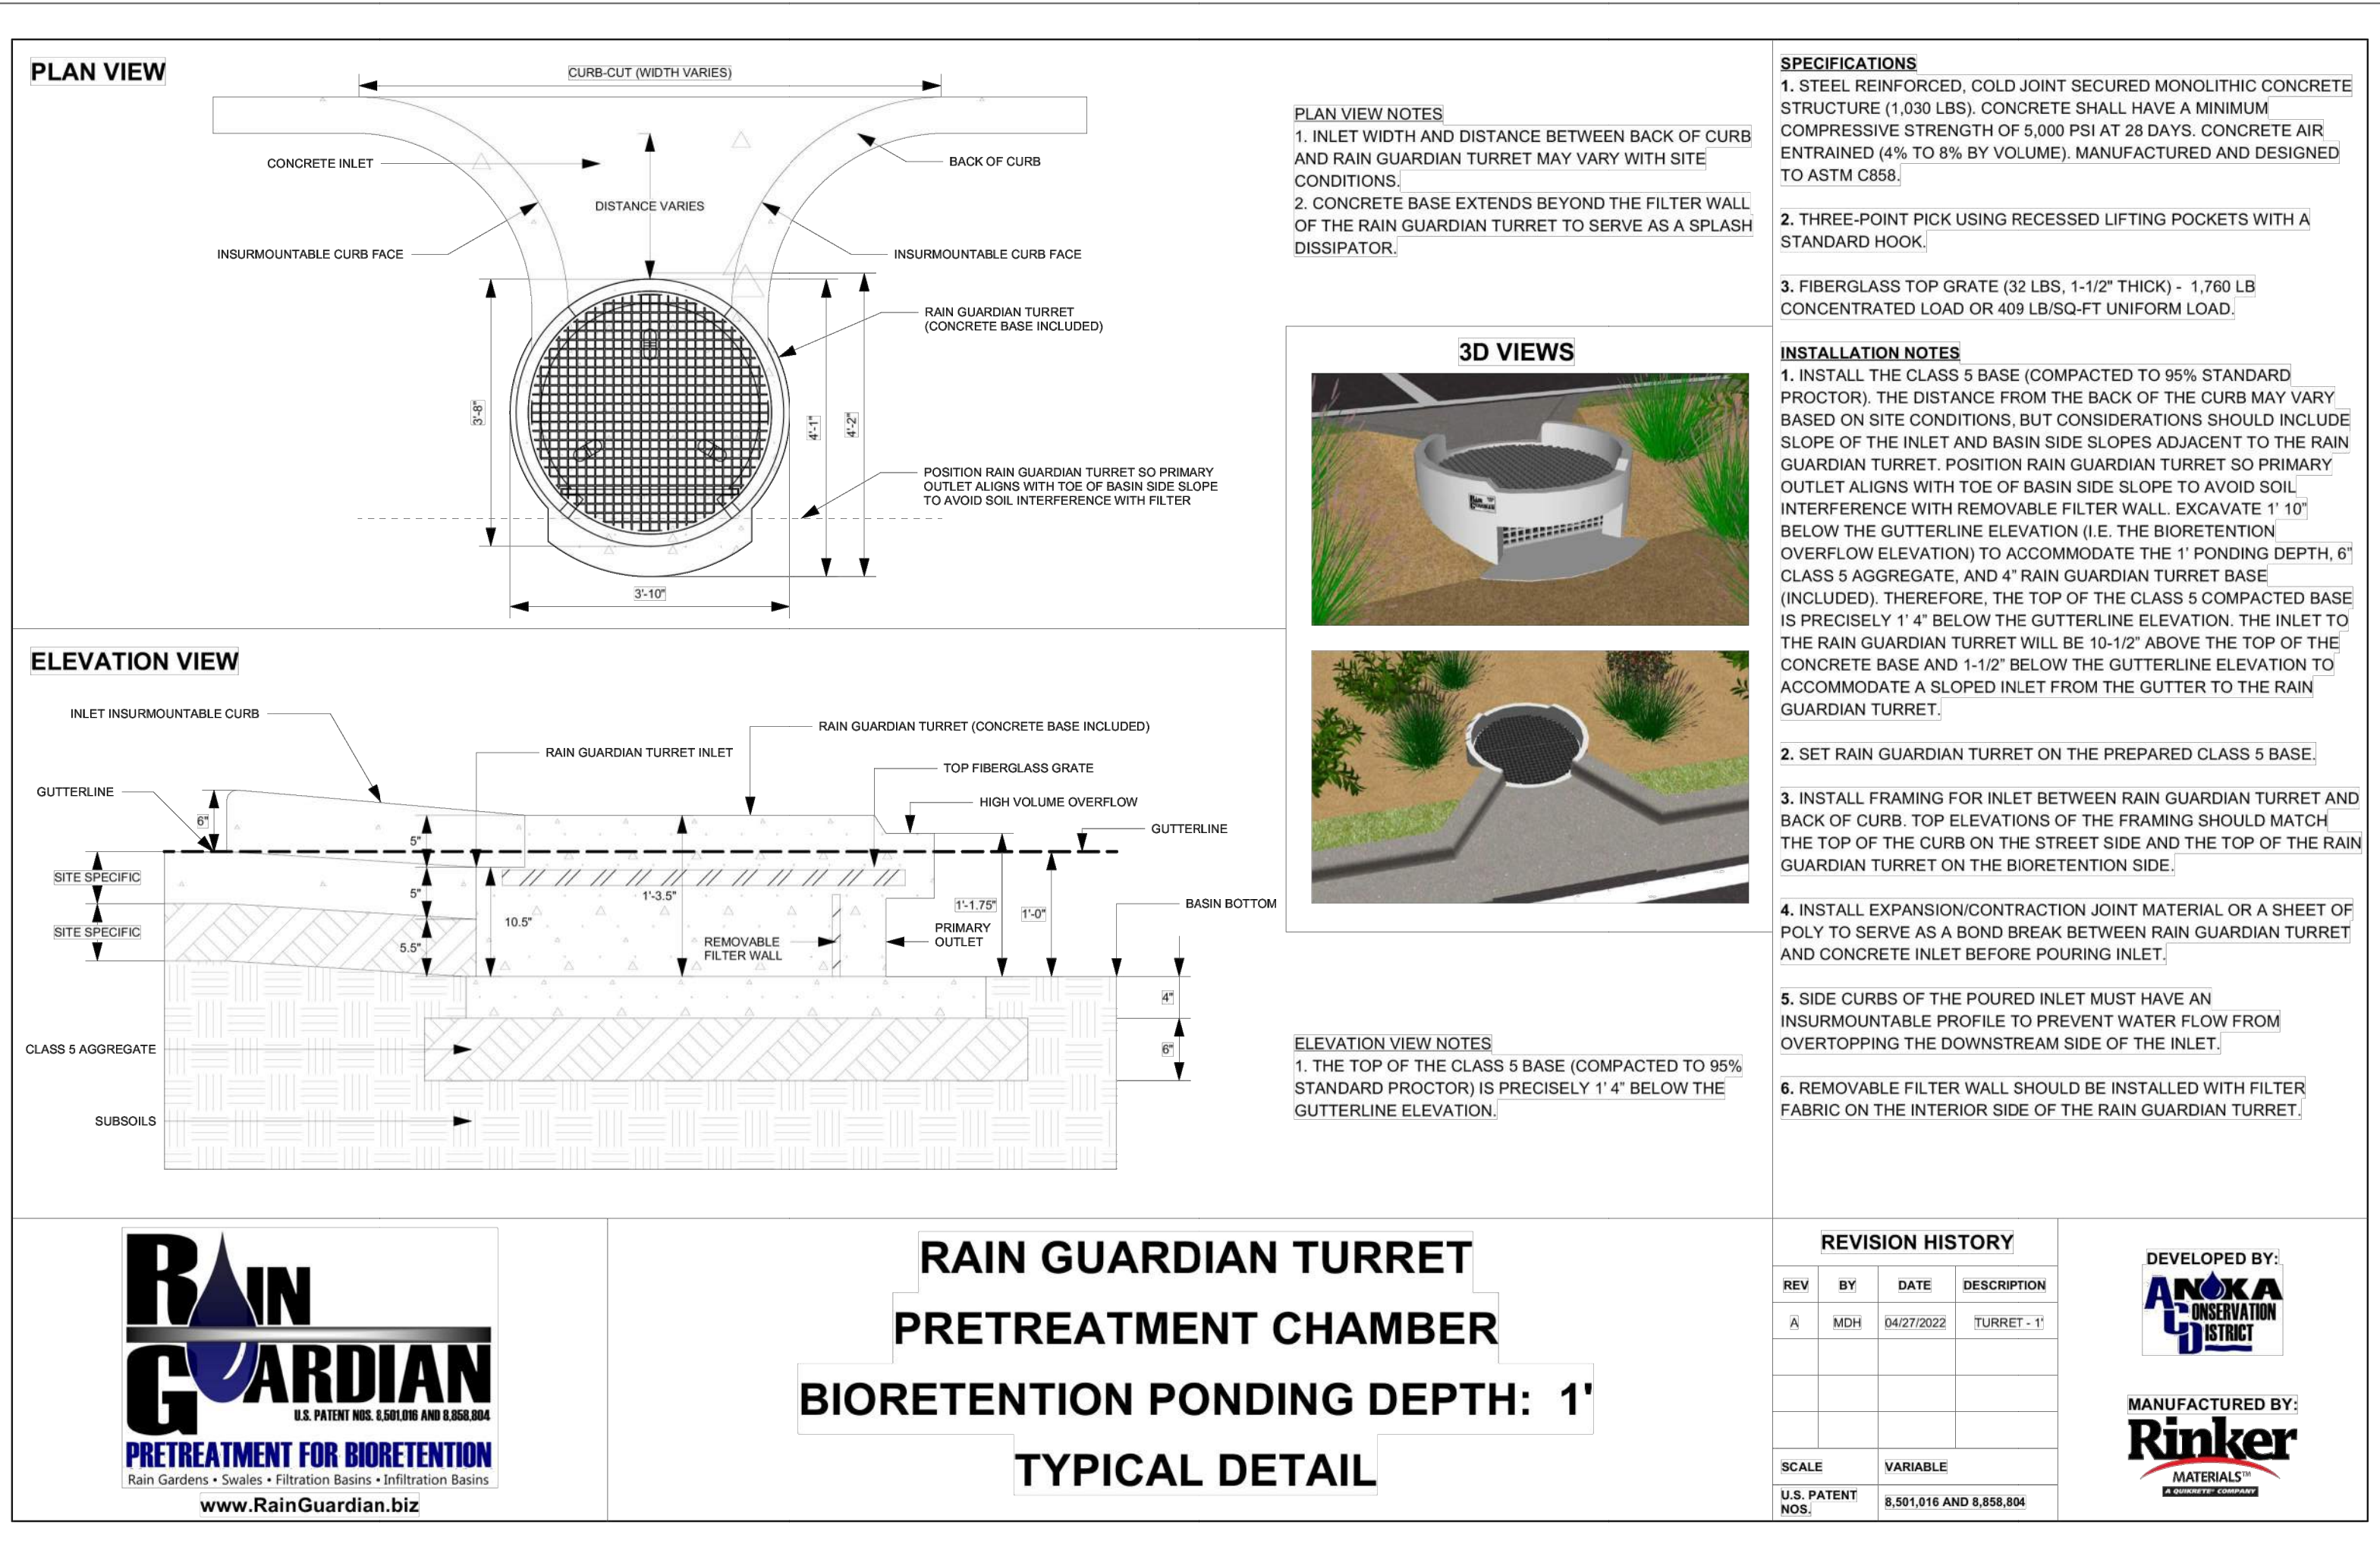 PLAN VIEW
CURB-CUT (WIDTH VARIES)
CONCRETE INLET
BACK OF CURB
DISTANCE VARIES
INSURMOUNTABLE CURB FACE
INSURMOUNTABLE CURB FACE
RAIN GUARDIAN TURRET
(CONCRETE BASE INCLUDED)
3'-8"
4'-1"
4'-2"
POSITION RAIN GUARDIAN TURRET SO PRIMARY
OUTLET ALIGNS WITH TOE OF BASIN SIDE SLOPE
TO AVOID SOIL INTERFERENCE WITH FILTER
3'-10"
PLAN VIEW NOTES
1. INLET WIDTH AND DISTANCE BETWEEN BACK OF CURB
AND RAIN GUARDIAN TURRET MAY VARY WITH SITE
CONDITIONS.
2. CONCRETE BASE EXTENDS BEYOND THE FILTER WALL
OF THE RAIN GUARDIAN TURRET TO SERVE AS A SPLASH
DISSIPATOR.
3D VIEWS
RAIN
GUARDIAN
ELEVATION VIEW
INLET INSURMOUNTABLE CURB
RAIN GUARDIAN TURRET (CONCRETE BASE INCLUDED)
RAIN GUARDIAN TURRET INLET
TOP FIBERGLASS GRATE
GUTTERLINE
HIGH VOLUME OVERFLOW
6"
GUTTERLINE
5"
SITE SPECIFIC
5"
1'-3.5"
1'-1.75"
1'-0"
BASIN BOTTOM
10.5"
SITE SPECIFIC
5.5"
REMOVABLE
FILTER WALL
PRIMARY
OUTLET
4"
CLASS 5 AGGREGATE
6"
SUBSOILS
ELEVATION VIEW NOTES
1. THE TOP OF THE CLASS 5 BASE (COMPACTED TO 95%
STANDARD PROCTOR) IS PRECISELY 1' 4" BELOW THE
GUTTERLINE ELEVATION.
SPECIFICATIONS
1. STEEL REINFORCED, COLD JOINT SECURED MONOLITHIC CONCRETE
STRUCTURE (1,030 LBS). CONCRETE SHALL HAVE A MINIMUM
COMPRESSIVE STRENGTH OF 5,000 PSI AT 28 DAYS. CONCRETE AIR
ENTRAINED (4% TO 8% BY VOLUME). MANUFACTURED AND DESIGNED
TO ASTM C858.
2. THREE-POINT PICK USING RECESSED LIFTING POCKETS WITH A
STANDARD HOOK.
3. FIBERGLASS TOP GRATE (32 LBS, 1-1/2" THICK) - 1,760 LB
CONCENTRATED LOAD OR 409 LB/SQ-FT UNIFORM LOAD.
INSTALLATION NOTES
1. INSTALL THE CLASS 5 BASE (COMPACTED TO 95% STANDARD
PROCTOR). THE DISTANCE FROM THE BACK OF THE CURB MAY VARY
BASED ON SITE CONDITIONS, BUT CONSIDERATIONS SHOULD INCLUDE
SLOPE OF THE INLET AND BASIN SIDE SLOPES ADJACENT TO THE RAIN
GUARDIAN TURRET. POSITION RAIN GUARDIAN TURRET SO PRIMARY
OUTLET ALIGNS WITH TOE OF BASIN SIDE SLOPE TO AVOID SOIL
INTERFERENCE WITH REMOVABLE FILTER WALL. EXCAVATE 1' 10"
BELOW THE GUTTERLINE ELEVATION (I.E. THE BIORETENTION
OVERFLOW ELEVATION) TO ACCOMMODATE THE 1' PONDING DEPTH, 6"
CLASS 5 AGGREGATE, AND 4" RAIN GUARDIAN TURRET BASE
(INCLUDED). THEREFORE, THE TOP OF THE CLASS 5 COMPACTED BASE
IS PRECISELY 1' 4" BELOW THE GUTTERLINE ELEVATION. THE INLET TO
THE RAIN GUARDIAN TURRET WILL BE 10-1/2" ABOVE THE TOP OF THE
CONCRETE BASE AND 1-1/2" BELOW THE GUTTERLINE ELEVATION TO
ACCOMMODATE A SLOPED INLET FROM THE GUTTER TO THE RAIN
GUARDIAN TURRET.
2. SET RAIN GUARDIAN TURRET ON THE PREPARED CLASS 5 BASE.
3. INSTALL FRAMING FOR INLET BETWEEN RAIN GUARDIAN TURRET AND
BACK OF CURB. TOP ELEVATIONS OF THE FRAMING SHOULD MATCH
THE TOP OF THE CURB ON THE STREET SIDE AND THE TOP OF THE RAIN
GUARDIAN TURRET ON THE BIORETENTION SIDE.
4. INSTALL EXPANSION/CONTRACTION JOINT MATERIAL OR A SHEET OF
POLY TO SERVE AS A BOND BREAK BETWEEN RAIN GUARDIAN TURRET
AND CONCRETE INLET BEFORE POURING INLET.
5. SIDE CURBS OF THE POURED INLET MUST HAVE AN
INSURMOUNTABLE PROFILE TO PREVENT WATER FLOW FROM
OVERTOPPING THE DOWNSTREAM SIDE OF THE INLET.
6. REMOVABLE FILTER WALL SHOULD BE INSTALLED WITH FILTER
FABRIC ON THE INTERIOR SIDE OF THE RAIN GUARDIAN TURRET.
RAIN
GUARDIAN
U.S. PATENT NOS. 8,501,016 AND 8,858,804
PRETREATMENT FOR BIORETENTION
Rain Gardens • Swales • Filtration Basins • Infiltration Basins
www.RainGuardian.biz
RAIN GUARDIAN TURRET
PRETREATMENT CHAMBER
BIORETENTION PONDING DEPTH: 1'
TYPICAL DETAIL
REVISION HISTORY
REV BY DATE DESCRIPTION
A MDH 04/27/2022 TURRET - 1'
SCALE VARIABLE
U.S. PATENT
NOS. 8,501,016 AND 8,858,804
DEVELOPED BY:
ANOKA
CONSERVATION
DISTRICT
MANUFACTURED BY:
Rinker
MATERIALS™
A QUIKRETE® COMPANY